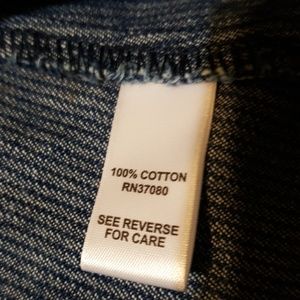 100% COTTON
RN37080
SEE REVERSE
FOR CARE